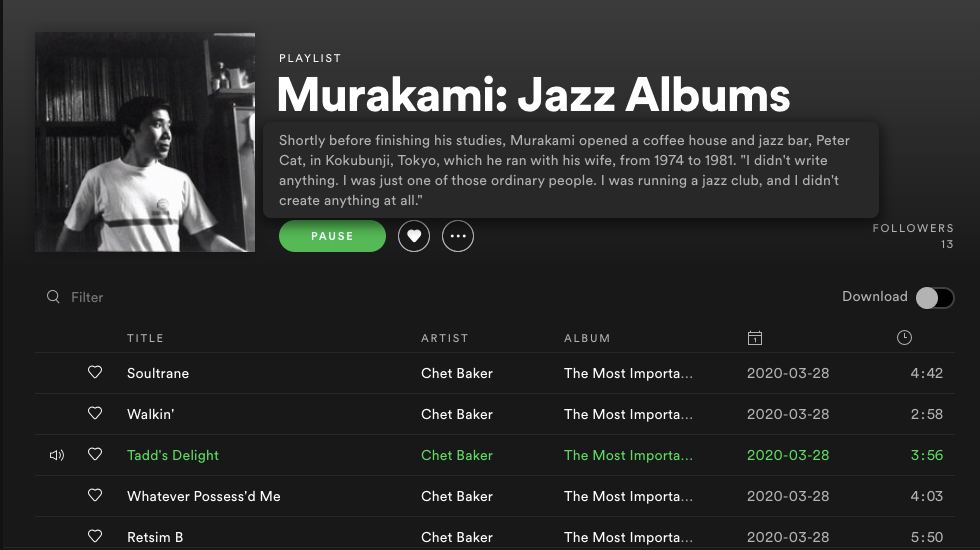 PLAYLIST
Murakami: Jazz Albums
Shortly before finishing his studies, Murakami opened a coffee house and jazz bar, Peter
Cat, in Kokubunji, Tokyo, which he ran with his wife, from 1974 to 1981. "I didn't write
anything. I was just one of those ordinary people. I was running a jazz club, and I didn't
create anything at all."
PAUSE
FOLLOWERS
13
Filter
Download
TITLE ARTIST ALBUM
Soultrane Chet Baker The Most Importa... 2020-03-28 4:42
Walkin' Chet Baker The Most Importa... 2020-03-28 2:58
Tadd's Delight Chet Baker The Most Importa... 2020-03-28 3:56
Whatever Possess'd Me Chet Baker The Most Importa... 2020-03-28 4:03
Retsim B Chet Baker The Most Importa... 2020-03-28 5:50